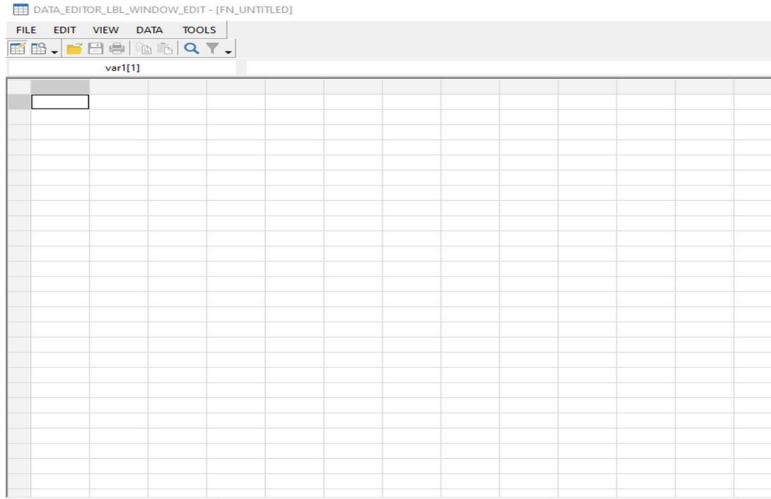 DATA_EDITOR_LBL_WINDOW_EDIT - [FN_UNTITLED]
FILE EDIT VIEW DATA TOOLS
var1[1]